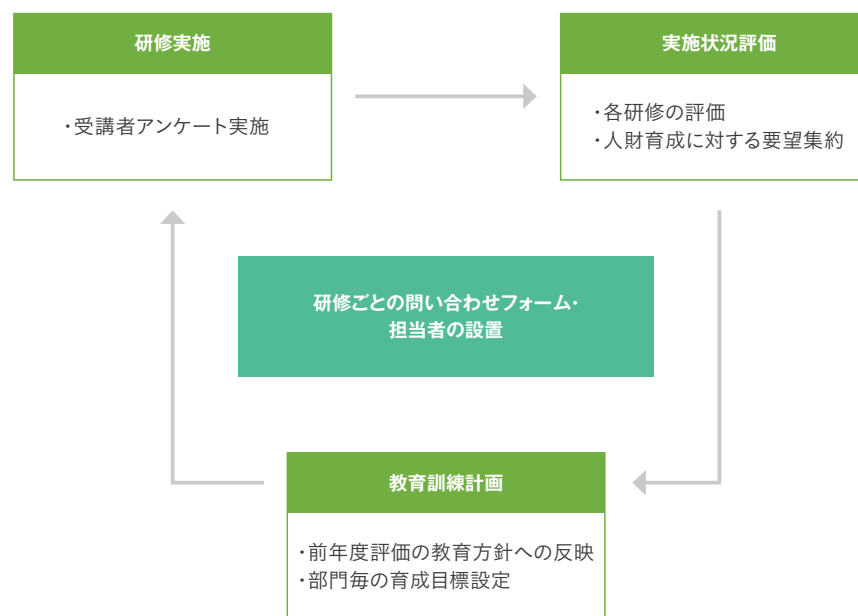 研修実施
・受講者アンケート実施
実施状況評価
・各研修の評価
・人財育成に対する要望集約
研修ごとの問い合わせフォーム・
担当者の設置
教育訓練計画
・前年度評価の教育方針への反映
・部門毎の育成目標設定